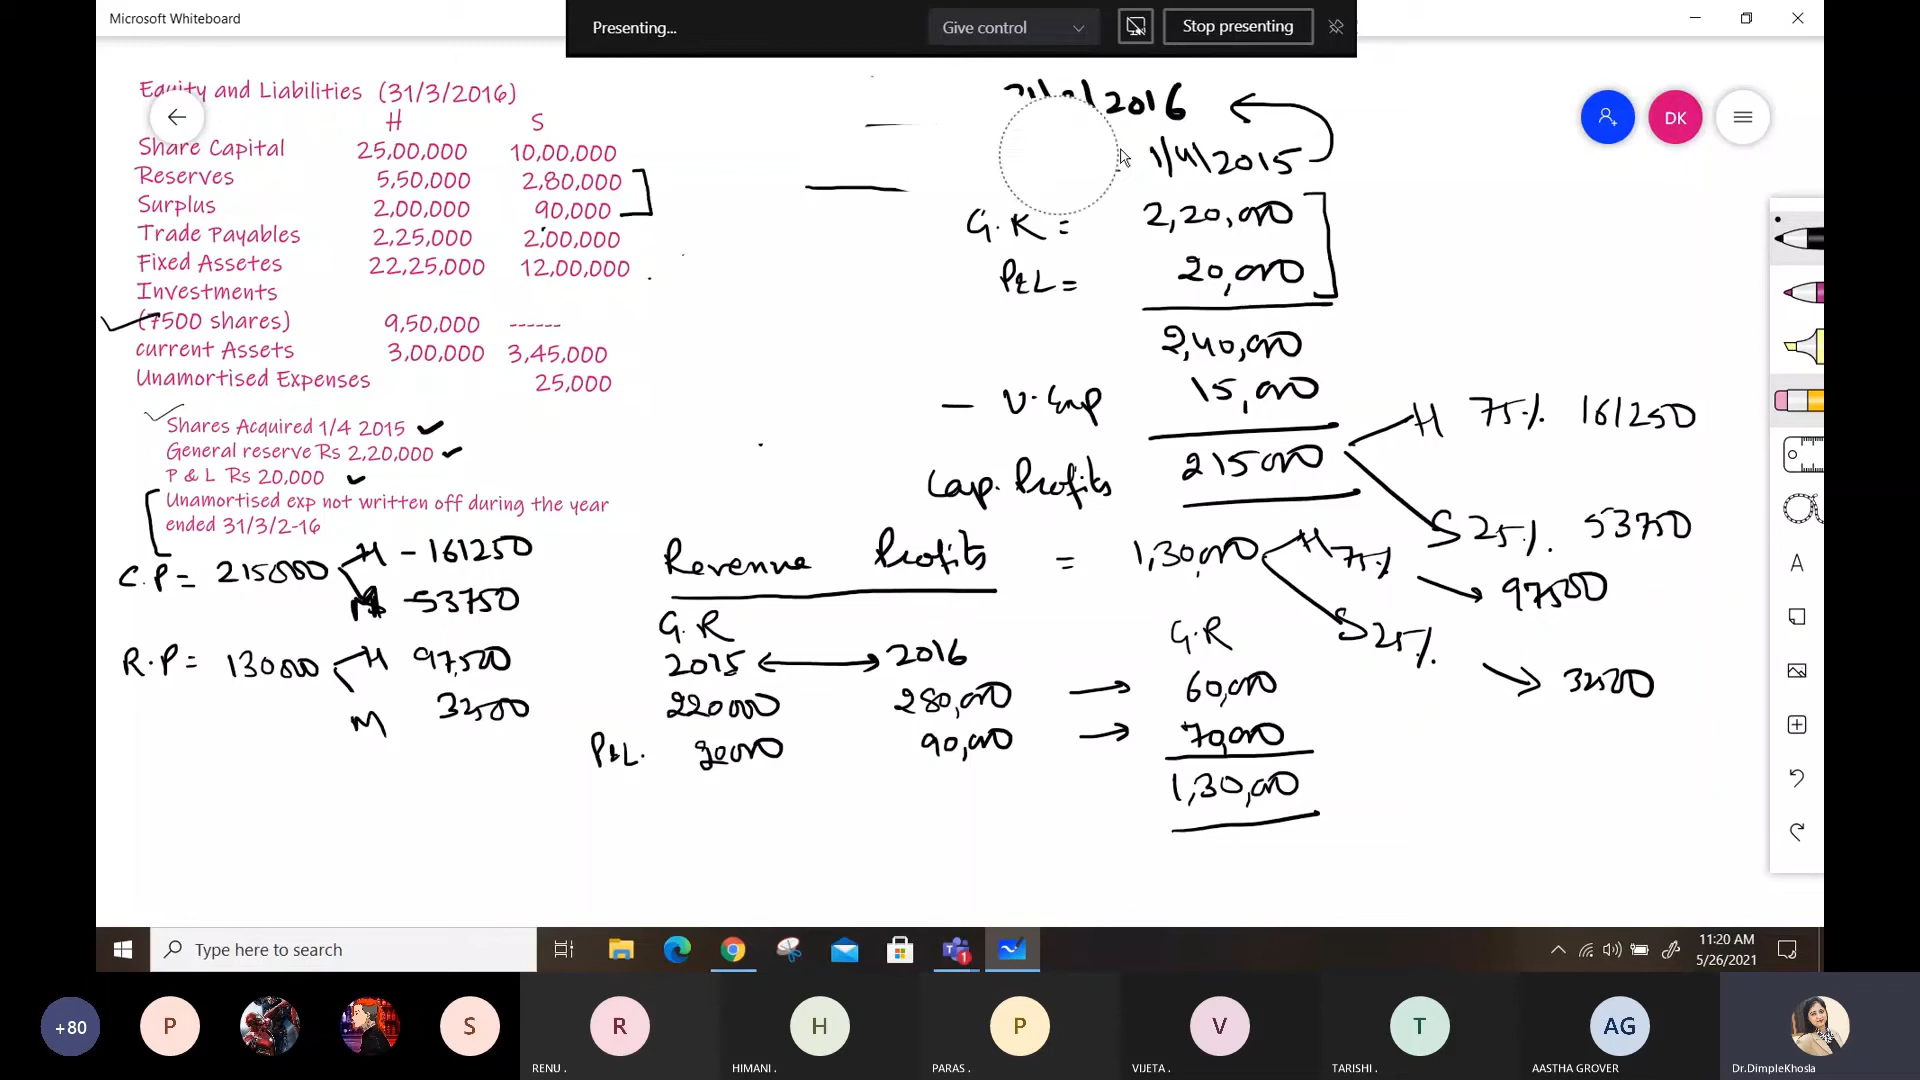 Microsoft Whiteboard
Presenting...
Give control
Stop presenting
Equity and Liabilities (31/3/2016)
H S
Share Capital 25,00,000 10,00,000
Reserves 5,50,000 2,80,000
Surplus 2,00,000 90,000
Trade Payables 2,25,000 2,00,000
Fixed Assetes 22,25,000 12,00,000
Investments
(7500 shares) 9,50,000 ------
current Assets 3,00,000 3,45,000
Unamortised Expenses 25,000
Shares Acquired 1/4 2015
General reserve Rs 2,20,000
P & L Rs 20,000
Unamortised exp not written off during the year
ended 31/3/2-16
C.P = 215000 H - 161250
M - 53750
R.P = 130000 H 97,500
M 32500
2016
1/4/2015
G.R = 2,20,000
P&L = 20,000
2,40,000
- U.Exp 15,000
Cap. Profits 215000
H 75% 161250
S 25% 53750
Revenue Profits = 1,30,000
H 75% 97500
S 25% 32500
G.R
2015 2016
220000 280,000
P&L. 20000 90,000
G.R
60,000
70,000
1,30,000
DK
A
Type here to search
1
11:20 AM
5/26/2021
+80
P
S
R
RENU .
H
HIMANI .
P
PARAS .
V
VIJETA .
T
TARISHI .
AG
AASTHA GROVER
Dr.DimpleKhosla